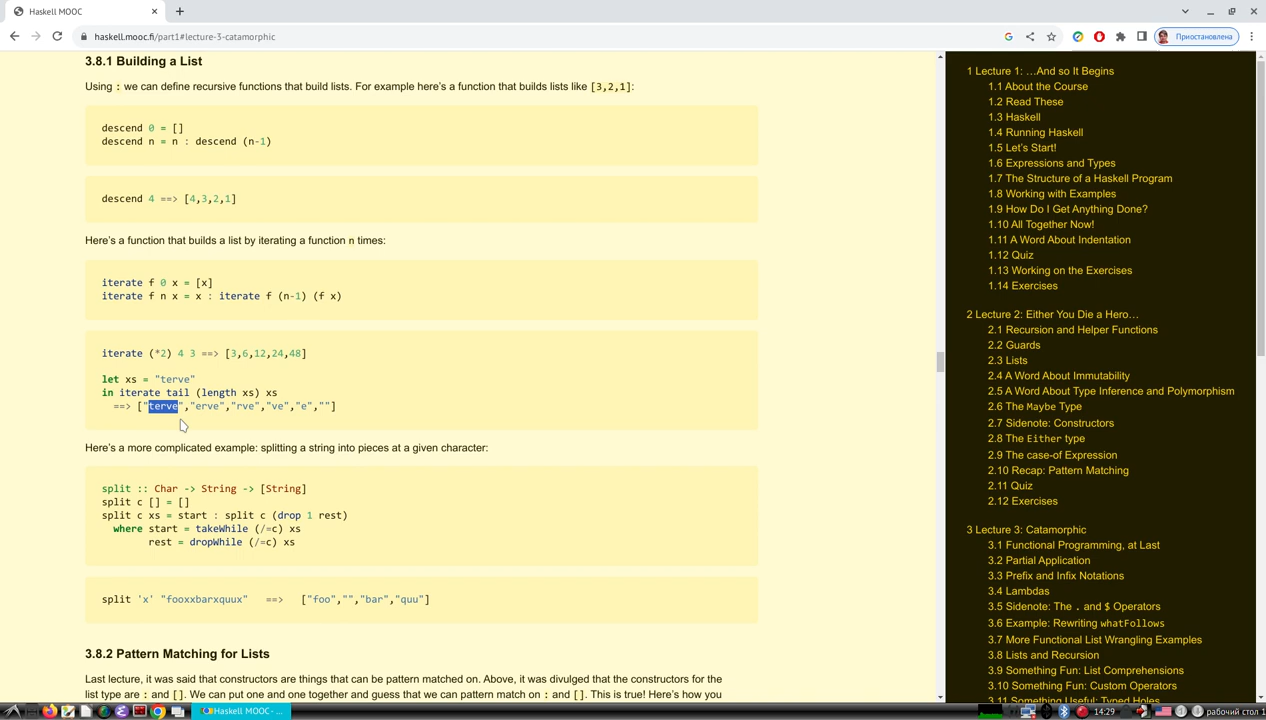 Haskell MOOC
haskell.mooc.fi/part1#lecture-3-catamorphic
Приостановлена
3.8.1 Building a List
Using : we can define recursive functions that build lists. For example here's a function that builds lists like [3,2,1]:
descend 0 = []
descend n = n : descend (n-1)
descend 4 ==> [4,3,2,1]
Here's a function that builds a list by iterating a function n times:
iterate f 0 x = [x]
iterate f n x = x : iterate f (n-1) (f x)
iterate (*2) 4 3 ==> [3,6,12,24,48]
let xs = "terve"
in iterate tail (length xs) xs
==> ["terve","erve","rve","ve","e",""]
Here's a more complicated example: splitting a string into pieces at a given character:
split :: Char -> String -> [String]
split c [] = []
split c xs = start : split c (drop 1 rest)
where start = takeWhile (/=c) xs
rest = dropWhile (/=c) xs
split 'x' "fooxxbarxquux" ==> ["foo","","bar","quu"]
3.8.2 Pattern Matching for Lists
Last lecture, it was said that constructors are things that can be pattern matched on. Above, it was divulged that the constructors for the
list type are : and []. We can put one and one together and guess that we can pattern match on : and []. This is true! Here's how you
1 Lecture 1: …And so It Begins
1.1 About the Course
1.2 Read These
1.3 Haskell
1.4 Running Haskell
1.5 Let's Start!
1.6 Expressions and Types
1.7 The Structure of a Haskell Program
1.8 Working with Examples
1.9 How Do I Get Anything Done?
1.10 All Together Now!
1.11 A Word About Indentation
1.12 Quiz
1.13 Working on the Exercises
1.14 Exercises
2 Lecture 2: Either You Die a Hero…
2.1 Recursion and Helper Functions
2.2 Guards
2.3 Lists
2.4 A Word About Immutability
2.5 A Word About Type Inference and Polymorphism
2.6 The Maybe Type
2.7 Sidenote: Constructors
2.8 The Either type
2.9 The case-of Expression
2.10 Recap: Pattern Matching
2.11 Quiz
2.12 Exercises
3 Lecture 3: Catamorphic
3.1 Functional Programming, at Last
3.2 Partial Application
3.3 Prefix and Infix Notations
3.4 Lambdas
3.5 Sidenote: The . and $ Operators
3.6 Example: Rewriting whatFollows
3.7 More Functional List Wrangling Examples
3.8 Lists and Recursion
3.9 Something Fun: List Comprehensions
3.10 Something Fun: Custom Operators
3.11 Something Useful: Typed Holes
Haskell MOOC - ...
14:29
рабочий стол 1